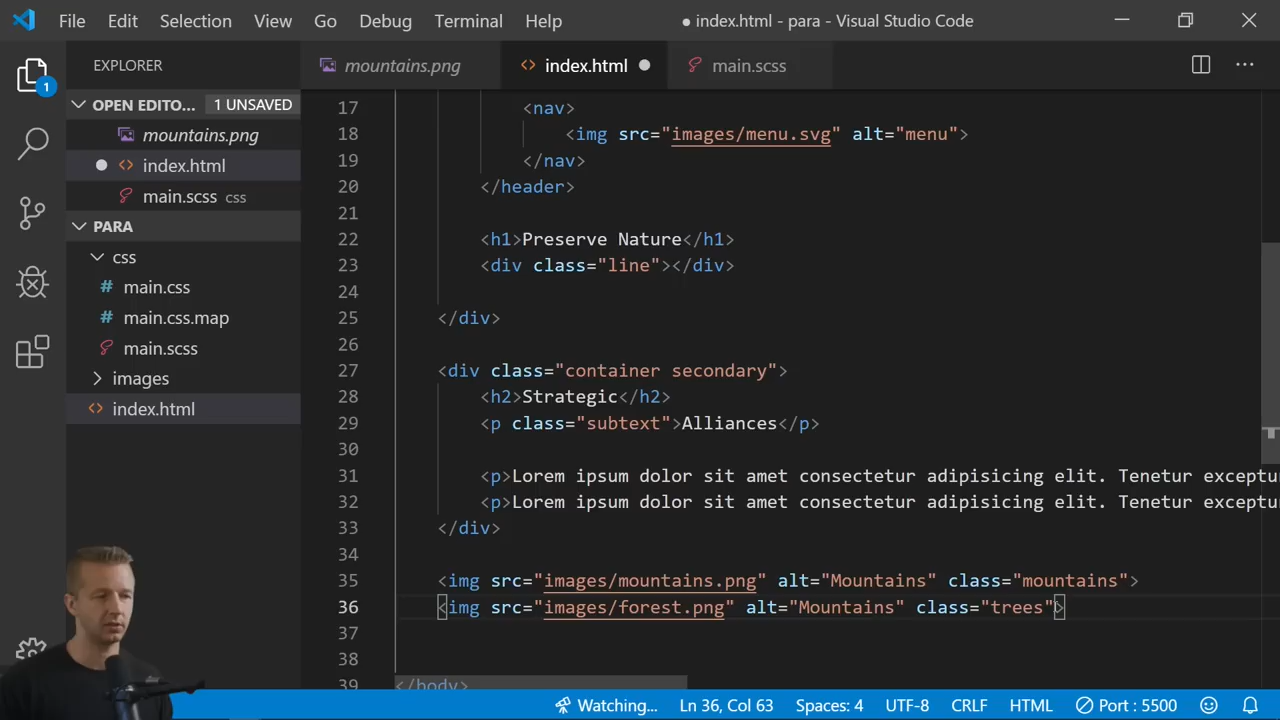 File Edit Selection View Go Debug Terminal Help ● index.html - para - Visual Studio Code
EXPLORER
mountains.png index.html main.scss
OPEN EDITO... 1 UNSAVED
mountains.png
index.html
main.scss css
PARA
css
main.css
main.css.map
main.scss
images
index.html
1
17 <nav>
18 <img src="images/menu.svg" alt="menu">
19 </nav>
20 </header>
21
22 <h1>Preserve Nature</h1>
23 <div class="line"></div>
24
25 </div>
26
27 <div class="container secondary">
28 <h2>Strategic</h2>
29 <p class="subtext">Alliances</p>
30
31 <p>Lorem ipsum dolor sit amet consectetur adipisicing elit. Tenetur exceptu
32 <p>Lorem ipsum dolor sit amet consectetur adipisicing elit. Tenetur exceptu
33 </div>
34
35 <img src="images/mountains.png" alt="Mountains" class="mountains">
36 <img src="images/forest.png" alt="Mountains" class="trees">
37
38
39 </body>
Watching... Ln 36, Col 63 Spaces: 4 UTF-8 CRLF HTML Port : 5500